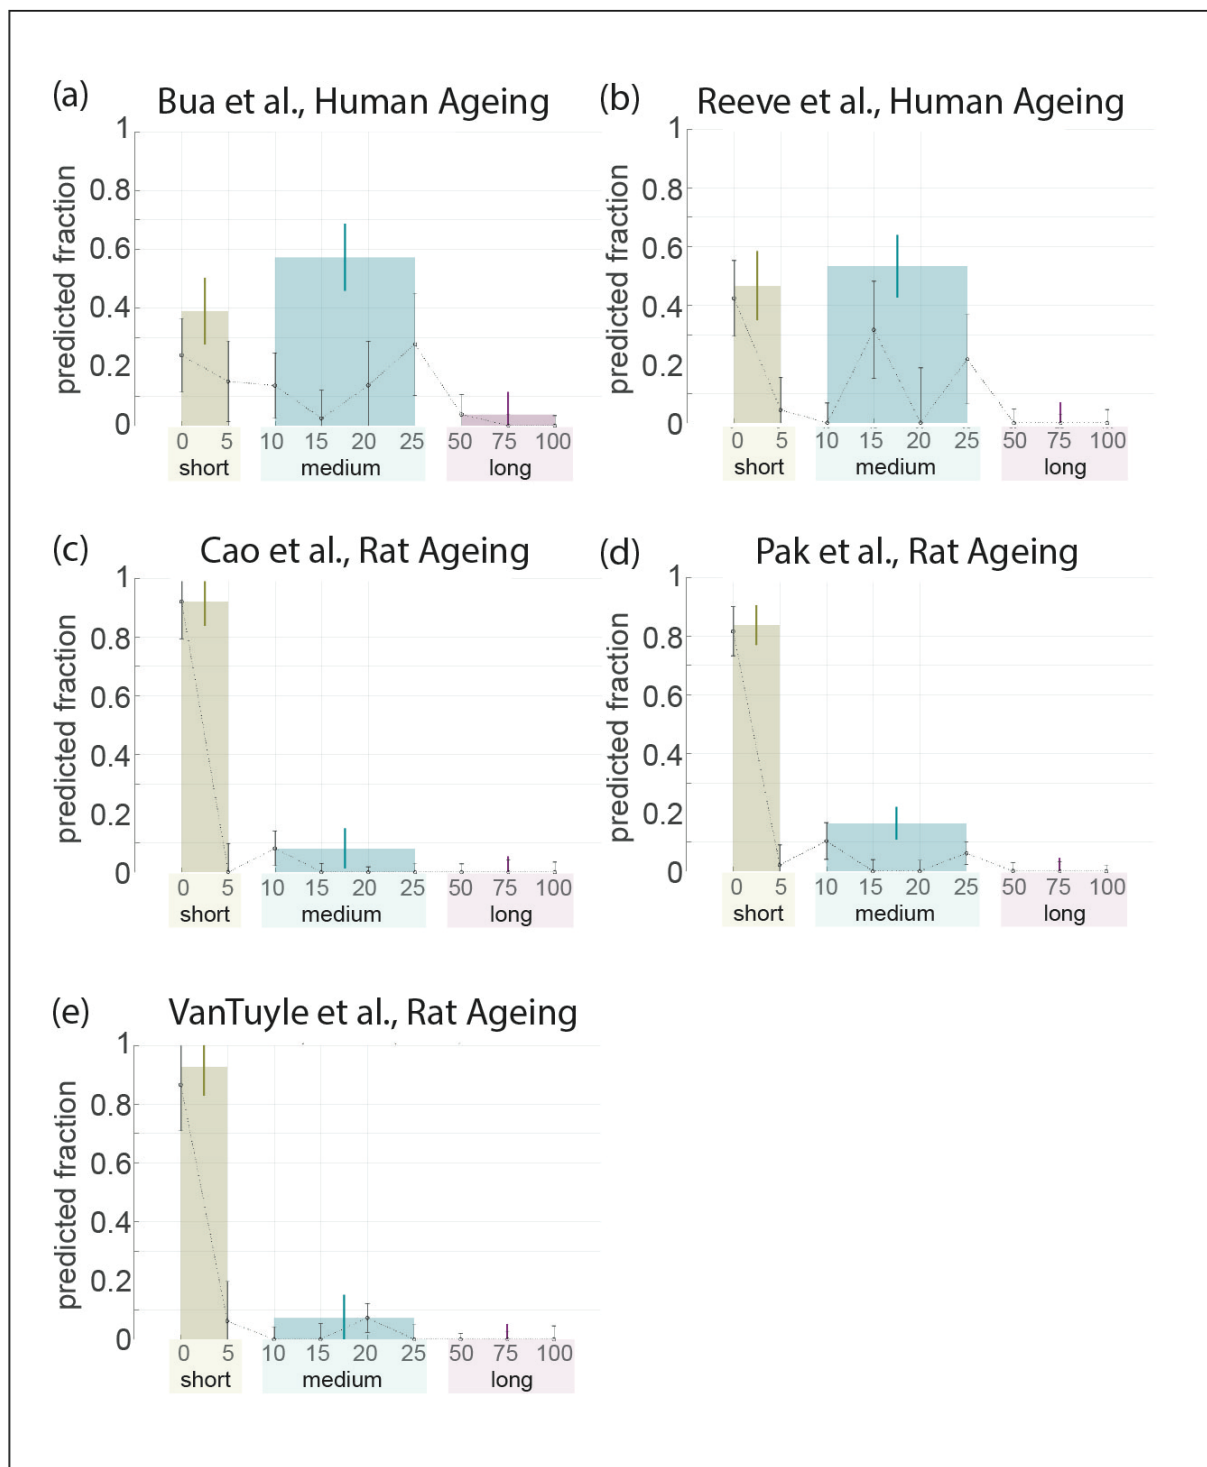 (a)
Bua et al., Human Ageing
predicted fraction
1
0.8
0.6
0.4
0.2
0
0 5 10 15 20 25 50 75 100
short medium long
(b)
Reeve et al., Human Ageing
predicted fraction
1
0.8
0.6
0.4
0.2
0
0 5 10 15 20 25 50 75 100
short medium long
(c)
Cao et al., Rat Ageing
predicted fraction
1
0.8
0.6
0.4
0.2
0
0 5 10 15 20 25 50 75 100
short medium long
(d)
Pak et al., Rat Ageing
predicted fraction
1
0.8
0.6
0.4
0.2
0
0 5 10 15 20 25 50 75 100
short medium long
(e)
VanTuyle et al., Rat Ageing
predicted fraction
1
0.8
0.6
0.4
0.2
0
0 5 10 15 20 25 50 75 100
short medium long